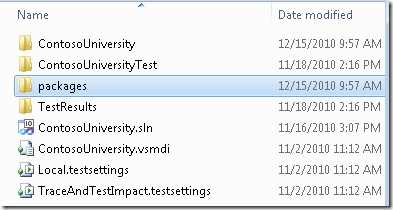 Name Date modified
ContosoUniversity 12/15/2010 9:57 AM
ContosoUniversityTest 11/18/2010 2:16 PM
packages 12/15/2010 9:57 AM
TestResults 11/18/2010 2:16 PM
ContosoUniversity.sln 11/16/2010 3:07 PM
ContosoUniversity.vsmdi 11/2/2010 11:12 AM
Local.testsettings 11/2/2010 11:12 AM
TraceAndTestImpact.testsettings 11/2/2010 11:12 AM